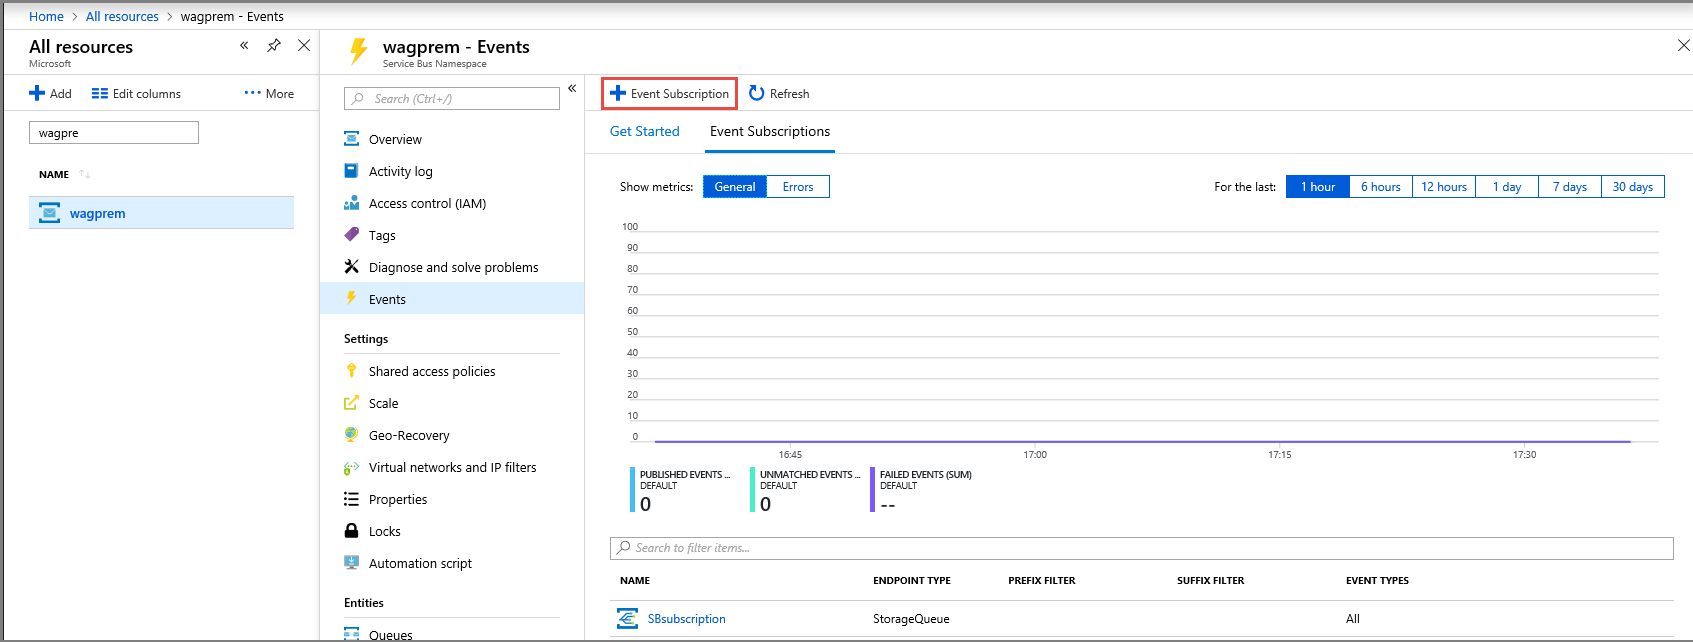 Home > All resources > wagprem - Events
All resources
Microsoft
Add
Edit columns
More
wagpre
NAME
wagprem
wagprem - Events
Service Bus Namespace
Search (Ctrl+/)
Overview
Activity log
Access control (IAM)
Tags
Diagnose and solve problems
Events
Settings
Shared access policies
Scale
Geo-Recovery
Virtual networks and IP filters
Properties
Locks
Automation script
Entities
Queues
Event Subscription
Refresh
Get Started
Event Subscriptions
Show metrics:
General
Errors
For the last:
1 hour
6 hours
12 hours
1 day
7 days
30 days
100
90
80
70
60
50
40
30
20
10
0
16:45
17:00
17:15
17:30
PUBLISHED EVENTS ...
DEFAULT
0
UNMATCHED EVENTS ...
DEFAULT
0
FAILED EVENTS (SUM)
DEFAULT
--
Search to filter items...
NAME ENDPOINT TYPE PREFIX FILTER SUFFIX FILTER EVENT TYPES
SBsubscription StorageQueue All